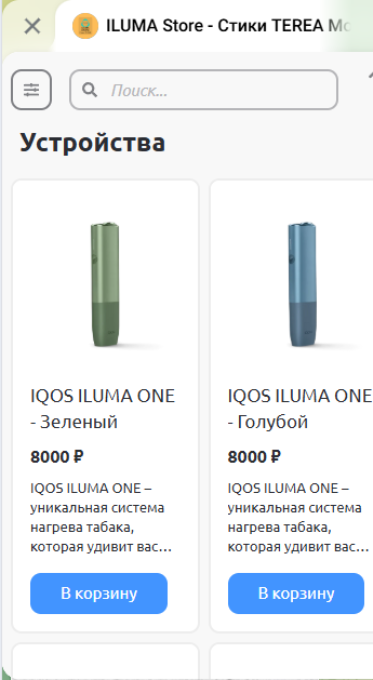 ILUMA Store - Стики TEREA
Поиск...
Устройства
IQOS ILUMA ONE
- Зеленый
8000 ₽
IQOS ILUMA ONE –
уникальная система
нагрева табака,
которая удивит вас...
В корзину
IQOS ILUMA ONE
- Голубой
8000 ₽
IQOS ILUMA ONE –
уникальная система
нагрева табака,
которая удивит вас...
В корзину